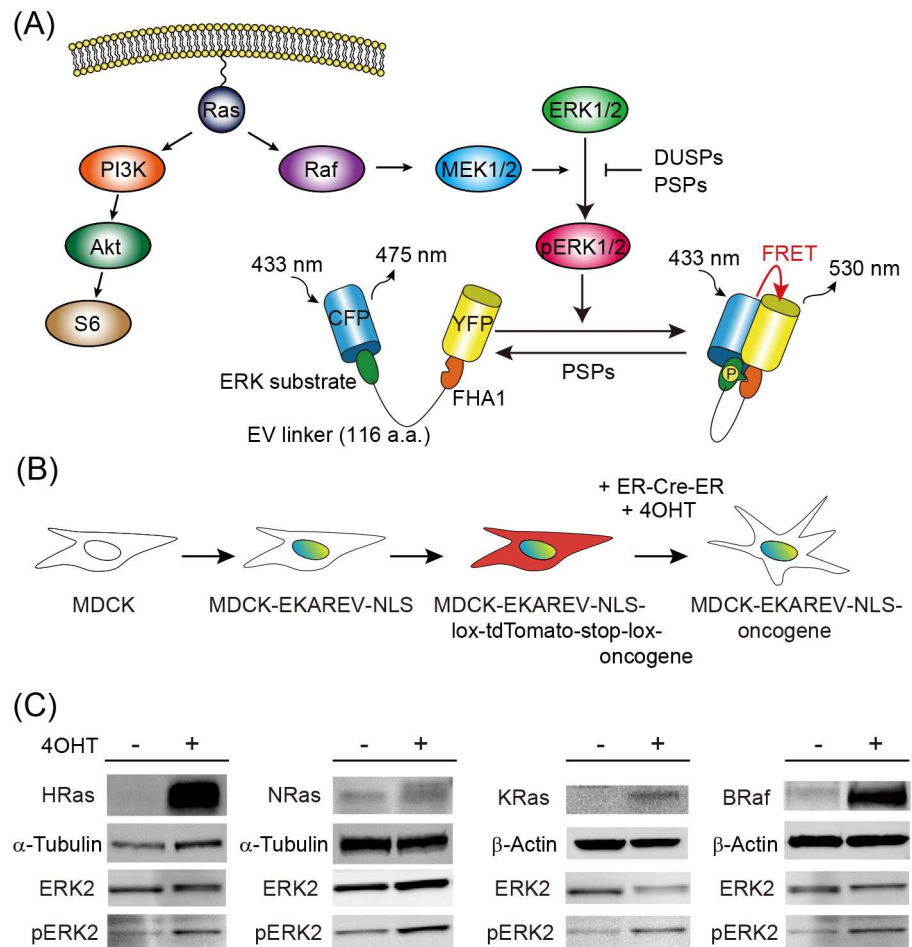 (A)
Ras
ERK1/2
PI3K
Raf
MEK1/2
DUSPs
PSPs
Akt
pERK1/2
S6
433 nm
475 nm
CFP
YFP
ERK substrate
FHA1
EV linker (116 a.a.)
PSPs
433 nm
FRET
530 nm
P
(B)
+ ER-Cre-ER
+ 4OHT
MDCK
MDCK-EKAREV-NLS
MDCK-EKAREV-NLS-
lox-tdTomato-stop-lox-
oncogene
MDCK-EKAREV-NLS-
oncogene
(C)
4OHT - +
HRas
α-Tubulin
ERK2
pERK2
- +
NRas
α-Tubulin
ERK2
pERK2
- +
KRas
β-Actin
ERK2
pERK2
- +
BRaf
β-Actin
ERK2
pERK2